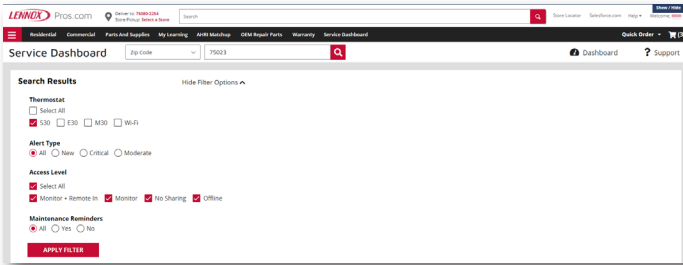 Show / Hide
LENNOX Pros.com
Deliver to: 75080-2254
Store Pickup: Select a Store
Search
Store Locator Salesforce.com Help Welcome,
Residential Commercial Parts And Supplies My Learning AHRI Matchup OEM Repair Parts Warranty Service Dashboard Quick Order (3
Service Dashboard Zip Code 75023 Dashboard ? Support
Search Results Hide Filter Options
Thermostat
Select All
S30 E30 M30 Wi-Fi
Alert Type
All New Critical Moderate
Access Level
Select All
Monitor + Remote In Monitor No Sharing Offline
Maintenance Reminders
All Yes No
APPLY FILTER